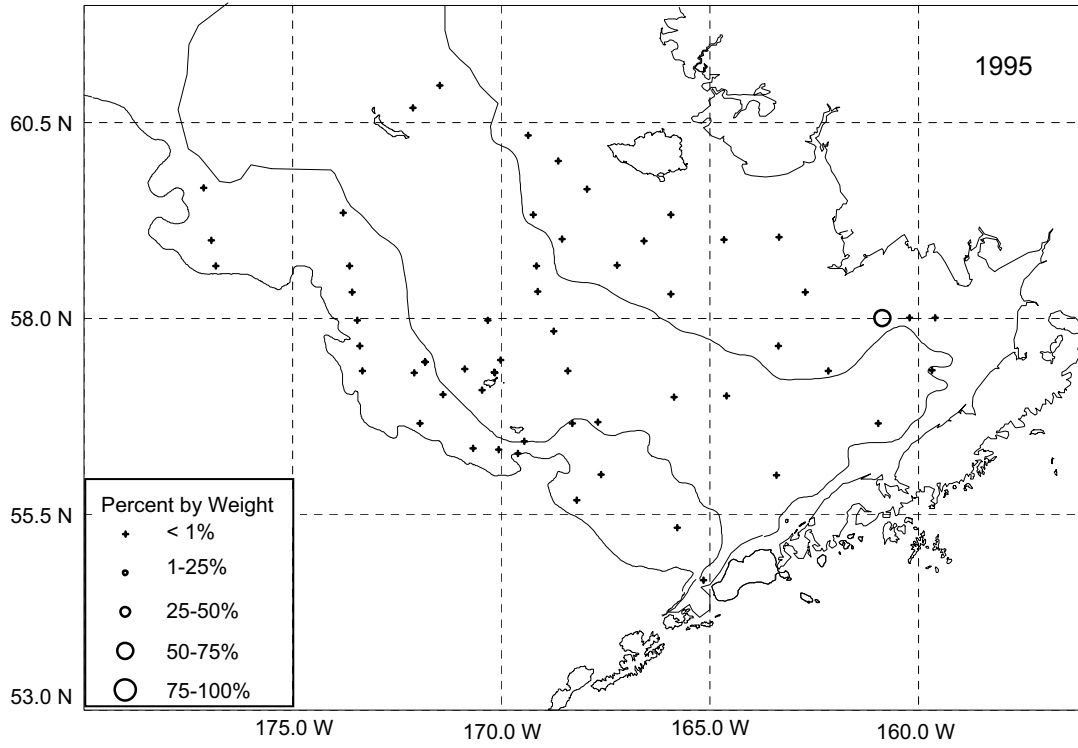 1995
60.5 N
58.0 N
55.5 N
53.0 N
Percent by Weight
< 1%
1-25%
25-50%
50-75%
75-100%
175.0 W
170.0 W
165.0 W
160.0 W